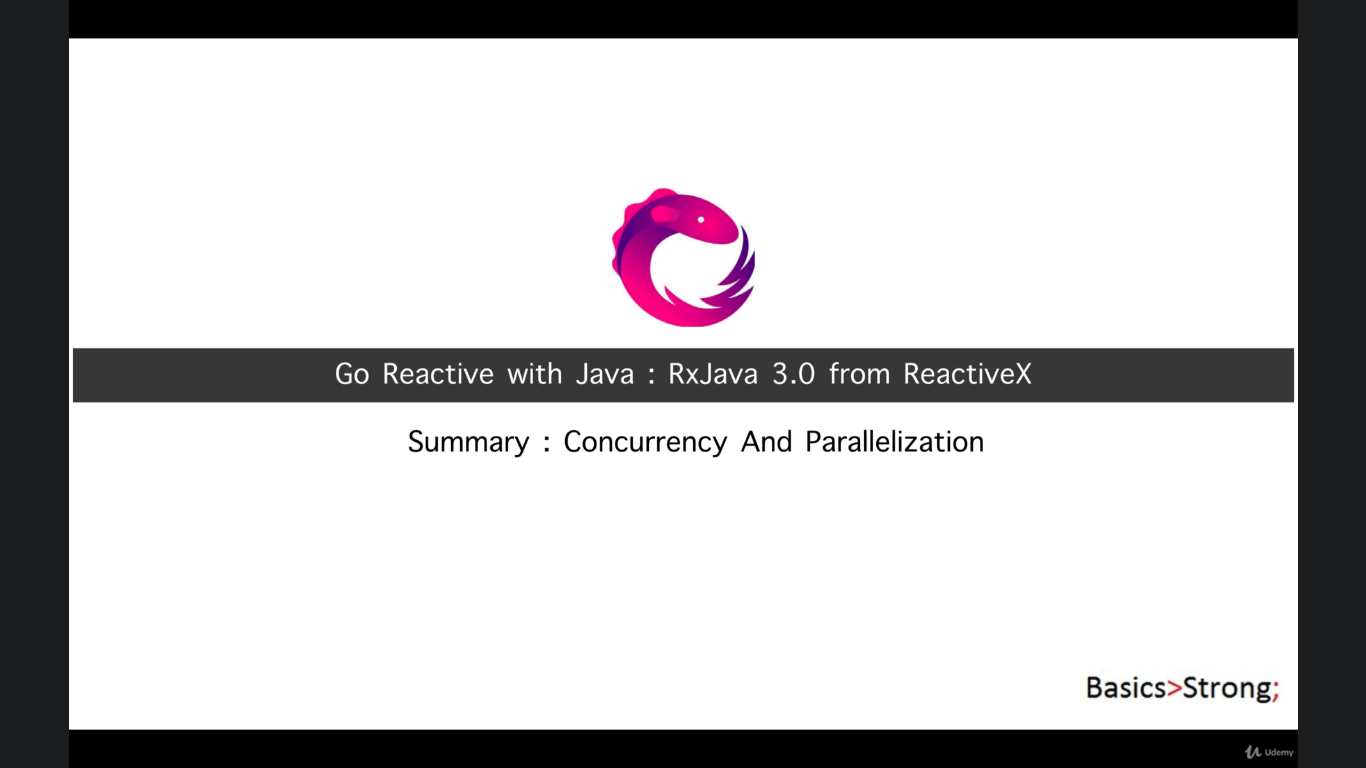 Go Reactive with Java : RxJava 3.0 from ReactiveX
Summary : Concurrency And Parallelization
Basics>Strong;
Udemy